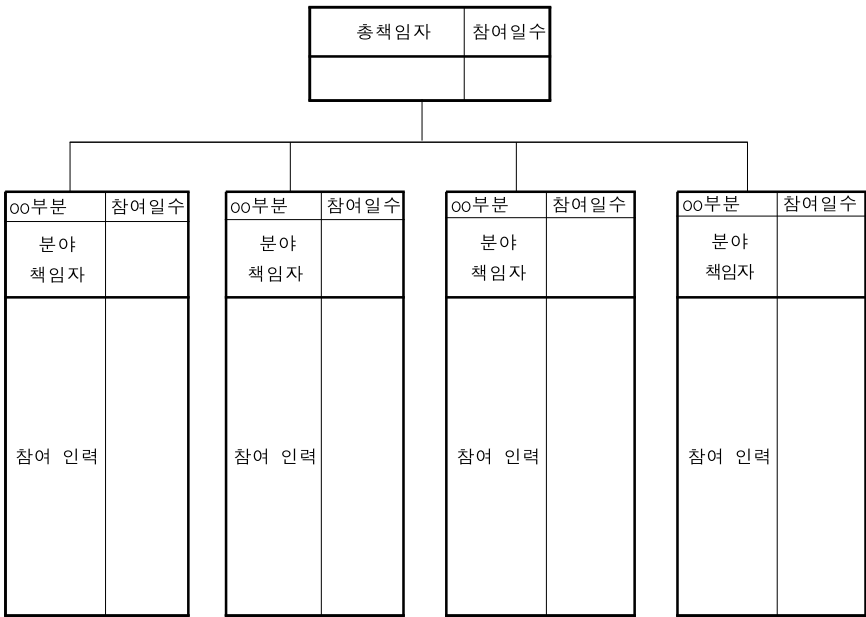 총책임자 참여일수
oo부분 참여일수 oo부분 참여일수 oo부분 참여일수 oo부분 참여일수
분야 분야 분야 분야
책임자 책임자 책임자 책임자
참여 인력 참여 인력 참여 인력 참여 인력